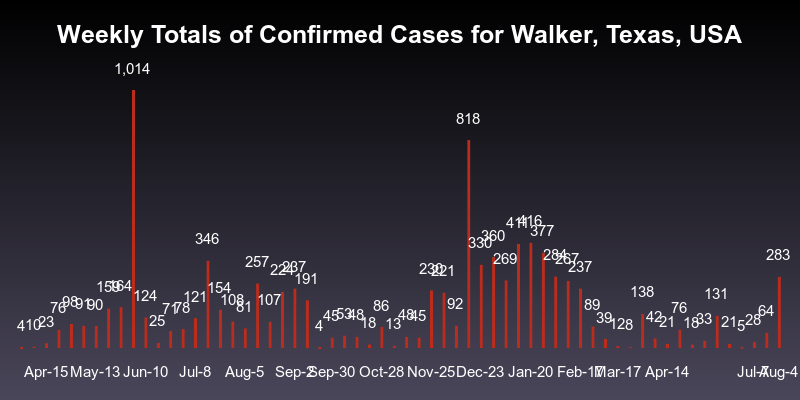 Weekly Totals of Confirmed Cases for Walker, Texas, USA
4 10 23 76 98 91 90 159 164 1,014 124 25 71 78 121 346 154 108 81 257 107 224 237 191 4 45 53 48 18 86 13 48 45 230 221 92 818 330 360 269 411 416 377 284 267 237 89 39 12 8 138 42 21 76 18 33 131 21 5 28 64 283
Apr-15 May-13 Jun-10 Jul-8 Aug-5 Sep-2 Sep-30 Oct-28 Nov-25 Dec-23 Jan-20 Feb-17 Mar-17 Apr-14 Jul-7 Aug-4